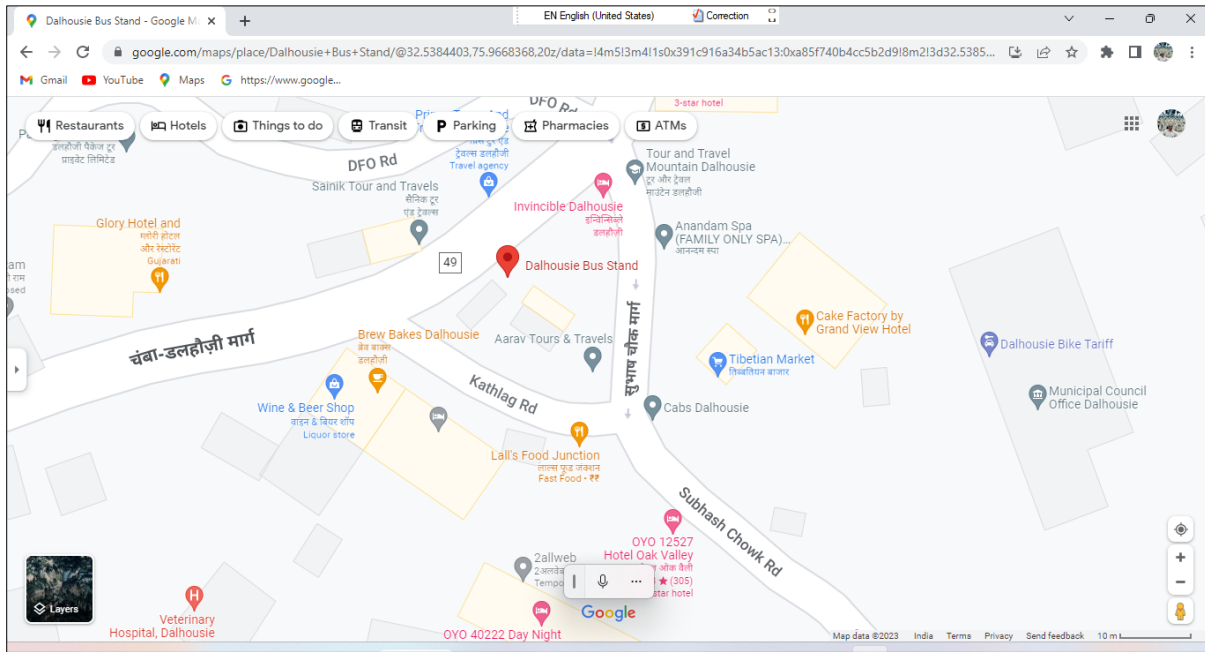 Dalhousie Bus Stand - Google Ma
EN English (United States)
Correction
google.com/maps/place/Dalhousie+Bus+Stand/@32.5384403,75.9668368,20z/data=!4m5!3m4!1s0x391c916a34b5ac13:0xa85f740b4cc5b2d9!8m2!3d32.5385...
Gmail
YouTube
Maps
https://www.google...
3-star hotel
DFO Rd
Restaurants
Hotels
Things to do
Transit
Parking
Pharmacies
ATMs
डलहौजी पैकेज टूर
प्राइवेट लिमिटेड
DFO Rd
ट्रेवल्स डलहौजी
Travel agency
Tour and Travel
Mountain Dalhousie
टूर और ट्रेवल
माउंटेन डलहौजी
Sainik Tour and Travels
सैनिक टूर
एंड ट्रेवल्स
Invincible Dalhousie
इन्विन्सिब्ले
डलहौज़ी
Glory Hotel and
ग्लोरी होटल
और रेस्टोरेंट
Gujarati
Anandam Spa
(FAMILY ONLY SPA)...
आनन्दम स्पा
49
Dalhousie Bus Stand
चंबा-डलहौज़ी मार्ग
सुभाष चौक मार्ग
Cake Factory by
Grand View Hotel
Brew Bakes Dalhousie
ब्रेव बाक्स
डलहौज़ी
Aarav Tours & Travels
Dalhousie Bike Tariff
Tibetian Market
तिब्बतियन बाजार
Kathlag Rd
Municipal Council
Office Dalhousie
Wine & Beer Shop
वाइन & बियर शॉप
Liquor store
Cabs Dalhousie
Lall's Food Junction
लाल्स फ़ूड जंक्शन
Fast Food • ₹₹
Subhash Chowk Rd
OYO 12527
Hotel Oak Valley
ओक वैली
★ (305)
star hotel
2allweb
Layers
Veterinary
Hospital, Dalhousie
Google
OYO 40222 Day Night
Map data ©2023
India
Terms
Privacy
Send feedback
10 m